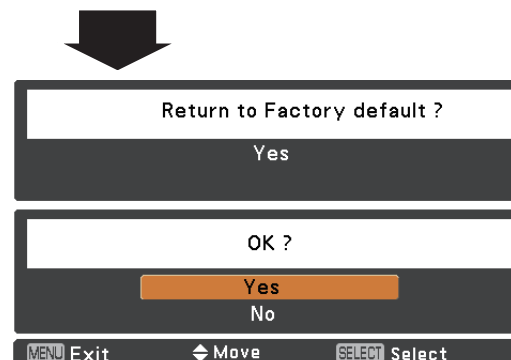 Return to Factory default ?
Yes
OK ?
Yes
No
MENU Exit Move SELECT Select